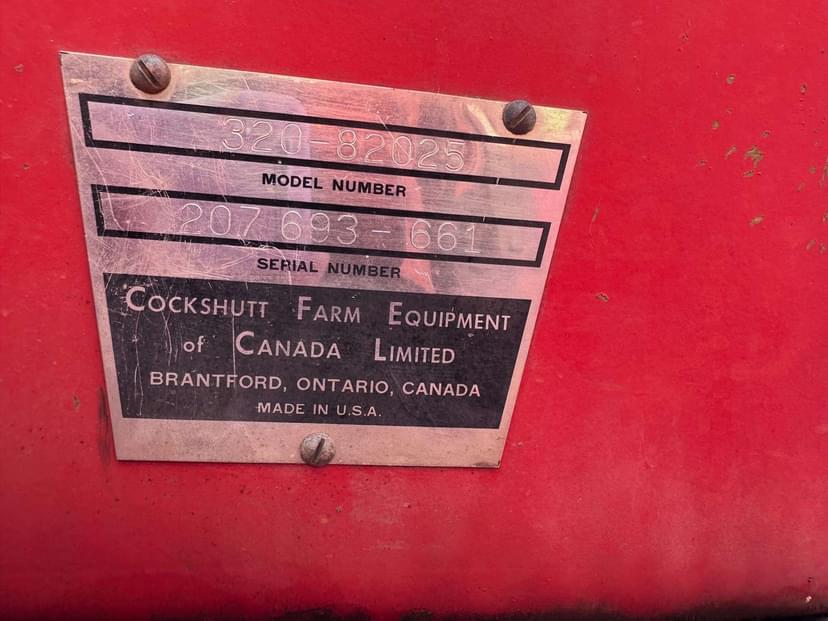 320-82025
MODEL NUMBER
207 693-661
SERIAL NUMBER
COCKSHUTT FARM EQUIPMENT
of CANADA LIMITED
BRANTFORD, ONTARIO, CANADA
MADE IN U.S.A.